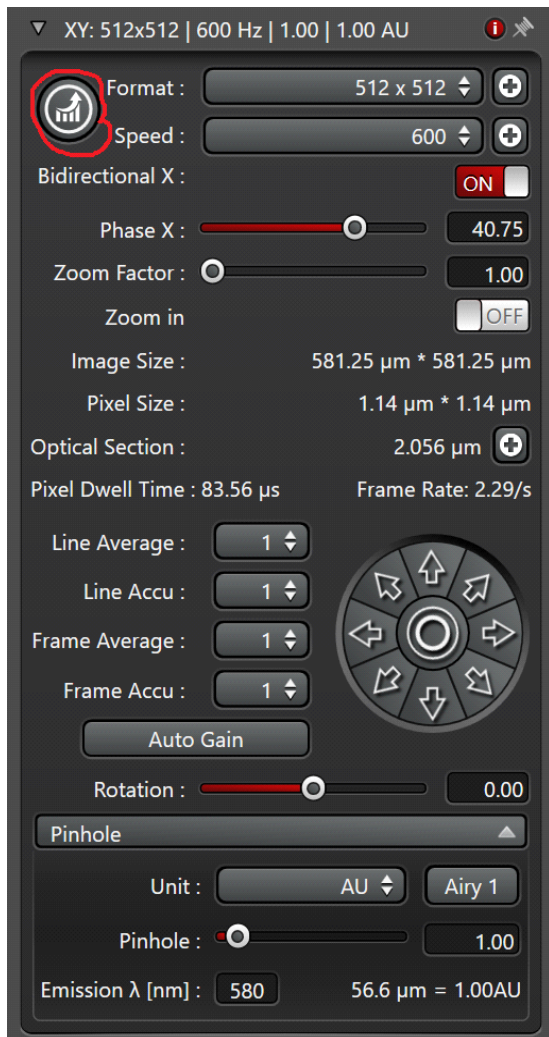 XY: 512x512 | 600 Hz | 1.00 | 1.00 AU
Format : 512 x 512
Speed : 600
Bidirectional X : ON
Phase X : 40.75
Zoom Factor : 1.00
Zoom in OFF
Image Size : 581.25 µm * 581.25 µm
Pixel Size : 1.14 µm * 1.14 µm
Optical Section : 2.056 µm
Pixel Dwell Time : 83.56 µs Frame Rate: 2.29/s
Line Average : 1
Line Accu : 1
Frame Average : 1
Frame Accu : 1
Auto Gain
Rotation : 0.00
Pinhole
Unit : AU Airy 1
Pinhole : 1.00
Emission λ [nm] : 580 56.6 µm = 1.00AU